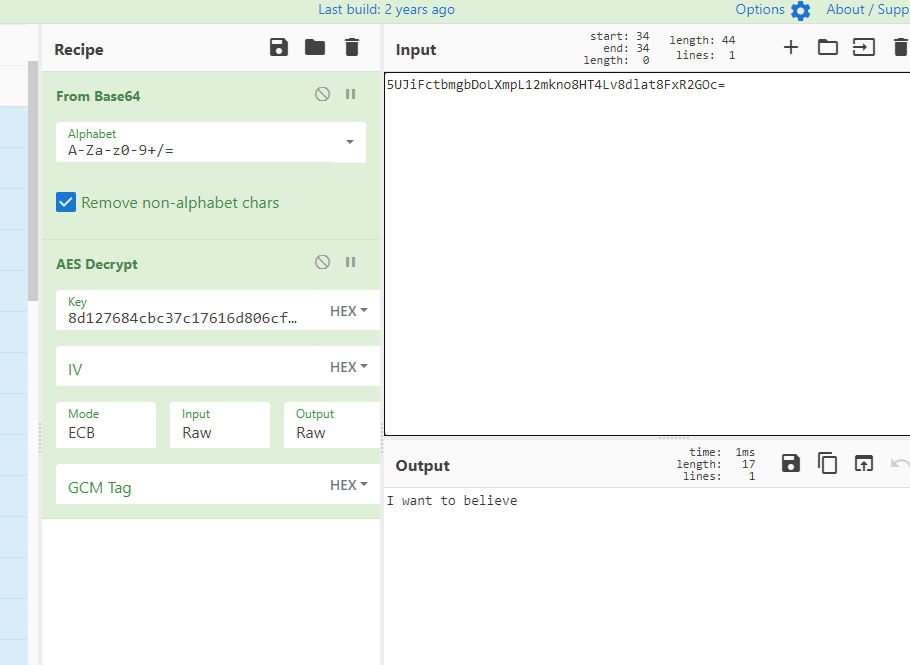 Last build: 2 years ago
Options
About / Supp
Recipe
From Base64
Alphabet
A-Za-z0-9+/=
Remove non-alphabet chars
AES Decrypt
Key
8d127684cbc37c17616d806cf…
HEX
IV
HEX
Mode
ECB
Input
Raw
Output
Raw
GCM Tag
HEX
Input
start: 34
end: 34
length: 0
length: 44
lines: 1
5UJiFctbmgbDoLXmpL12mkno8HT4Lv8dlat8FxR2GOc=
Output
time: 1ms
length: 17
lines: 1
I want to believe